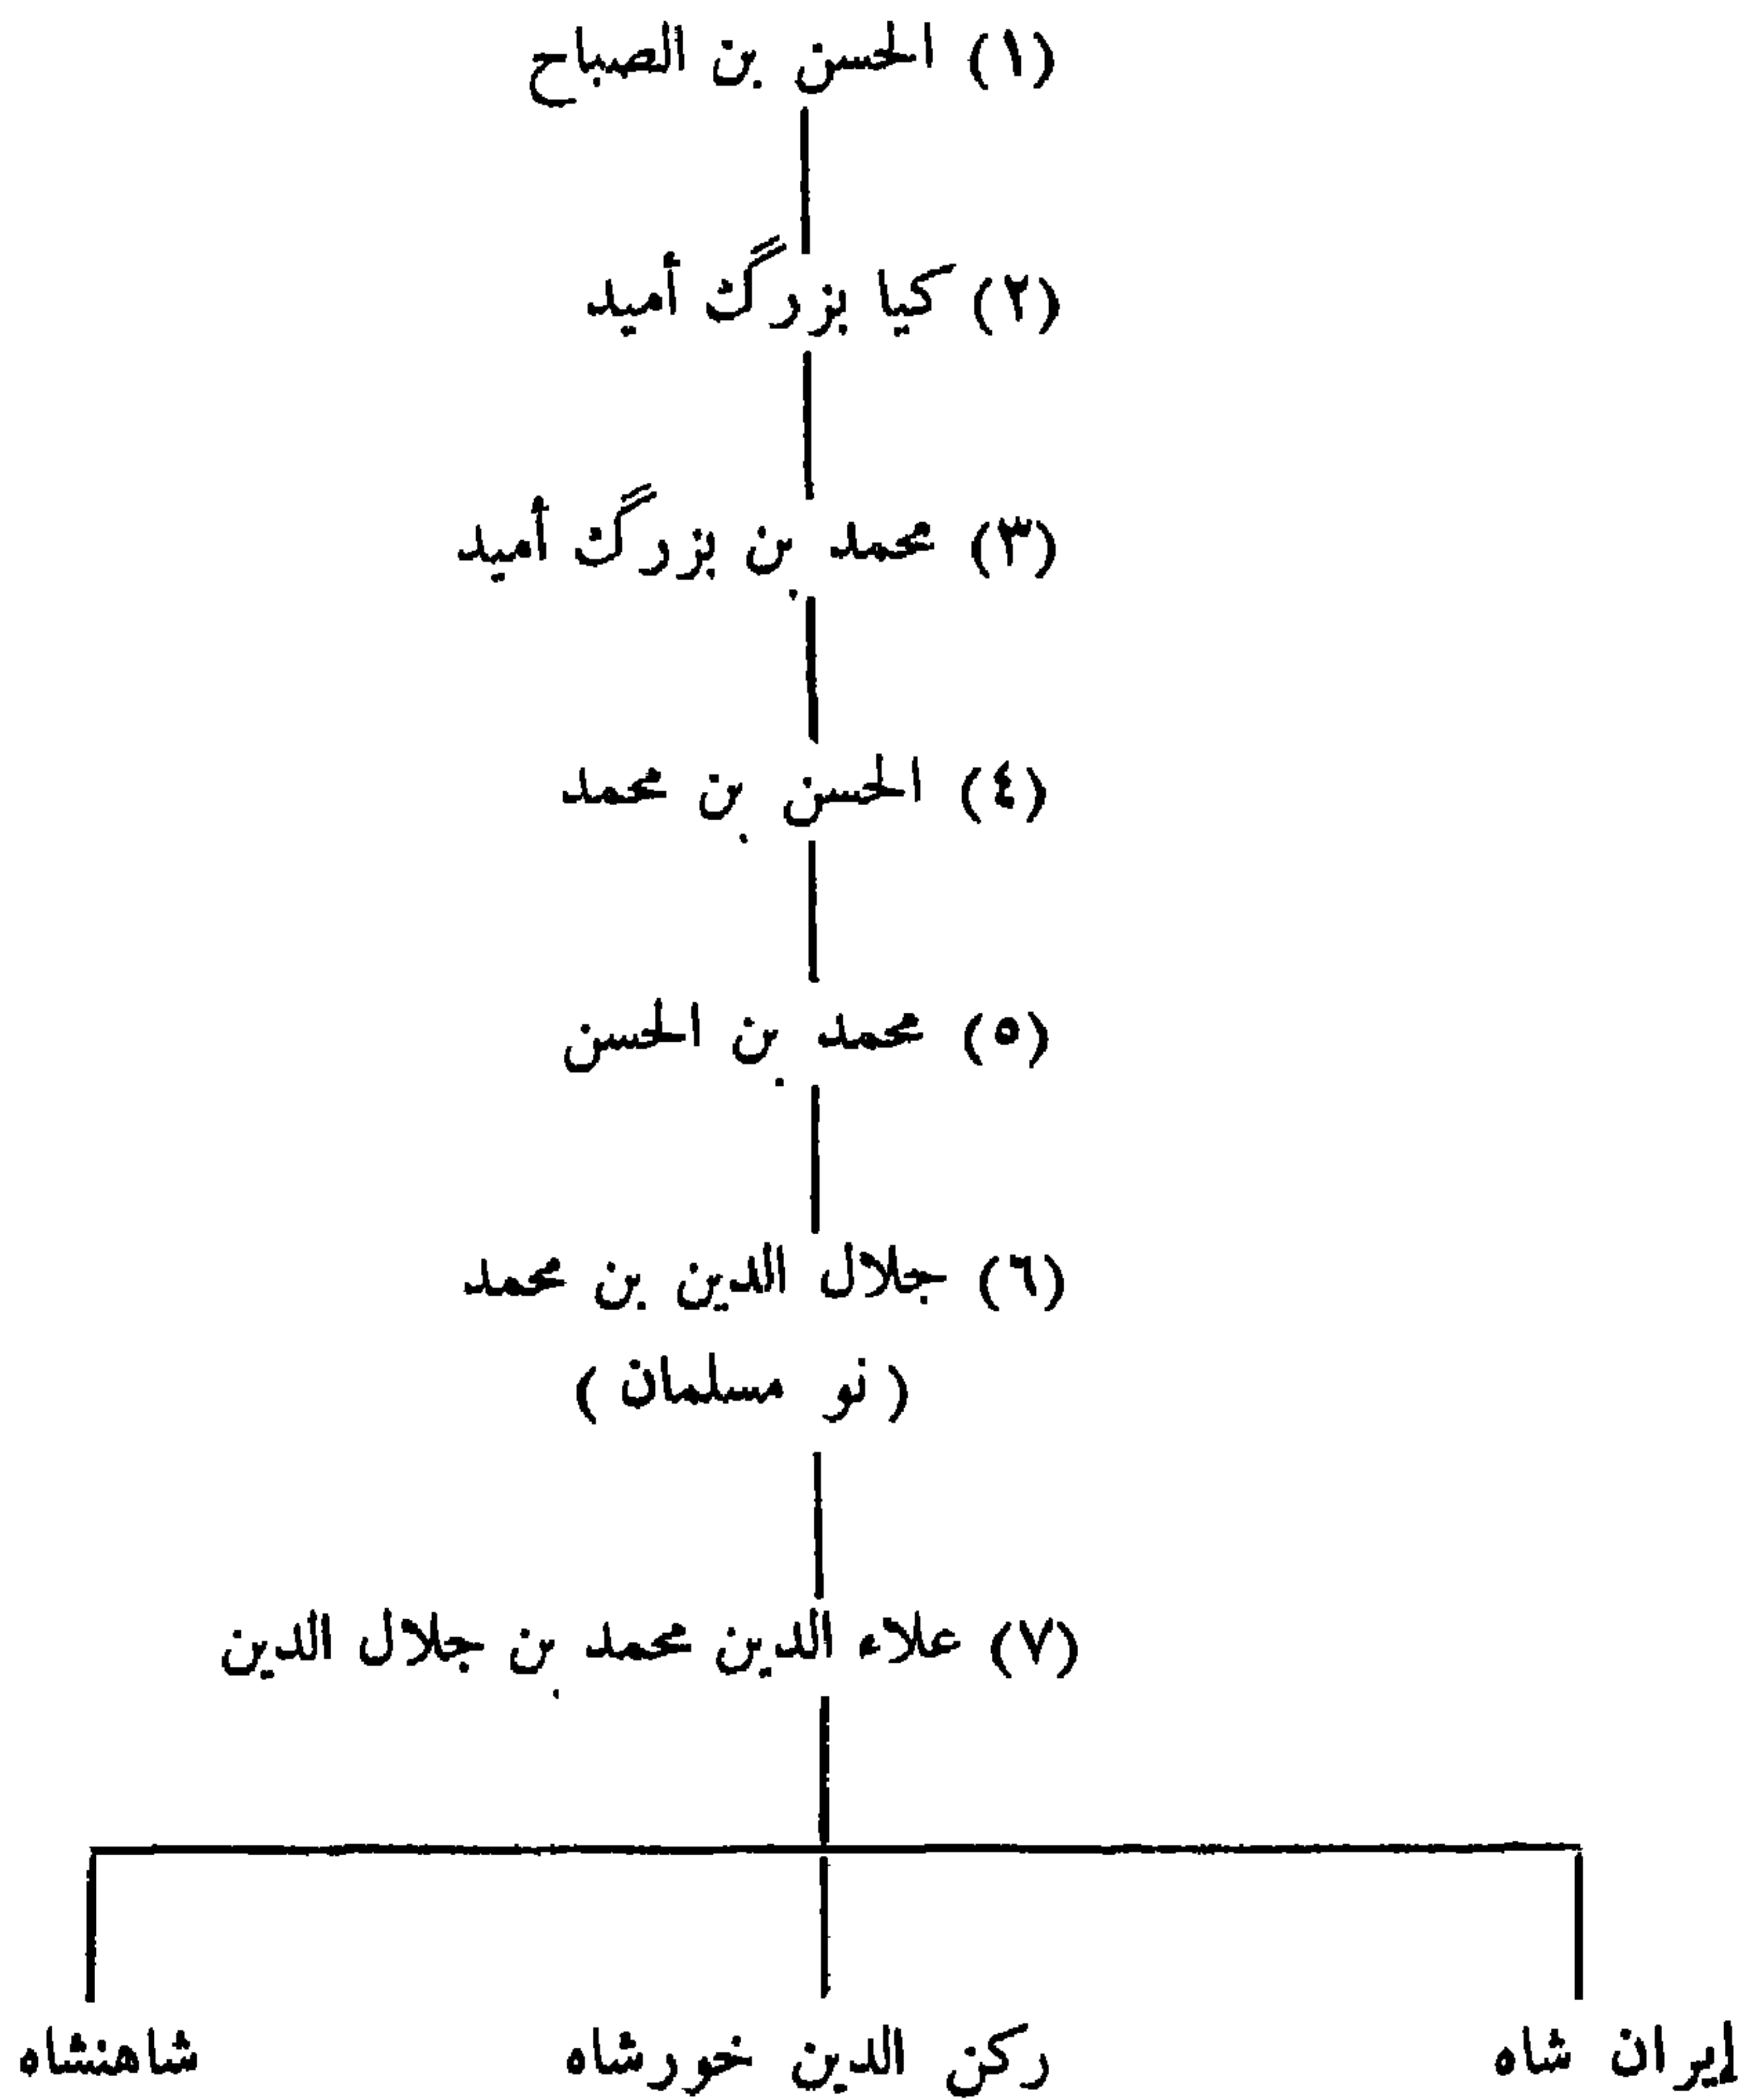 (١) الحسن بن الصباح
(٢) كيا بزرگ أميد
(٣) محمد بن بزرگ أميد
(٤) الحسن بن محمد
(٥) محمد بن الحسن
(٦) جلال الدين بن محمد
(نو مسلمان)
(٧) علاء الدين محمد بن جلال الدين
إيران شاه ركن الدين خورشاه شاهنشاه